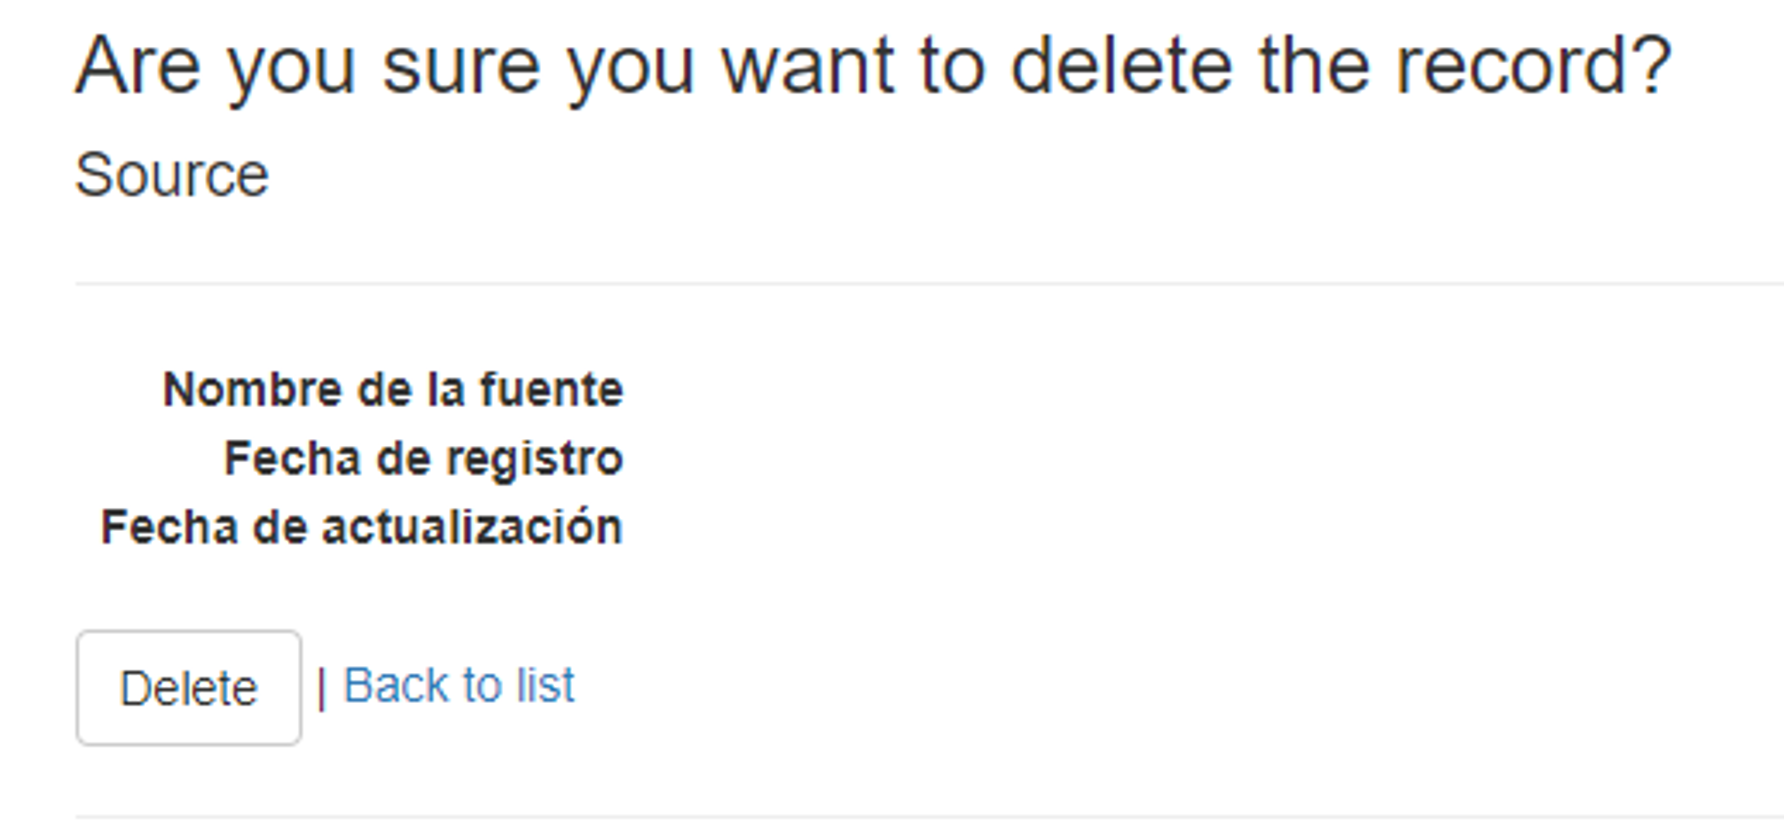 Are you sure you want to delete the record?
Source
Nombre de la fuente
Fecha de registro
Fecha de actualización
Delete | Back to list